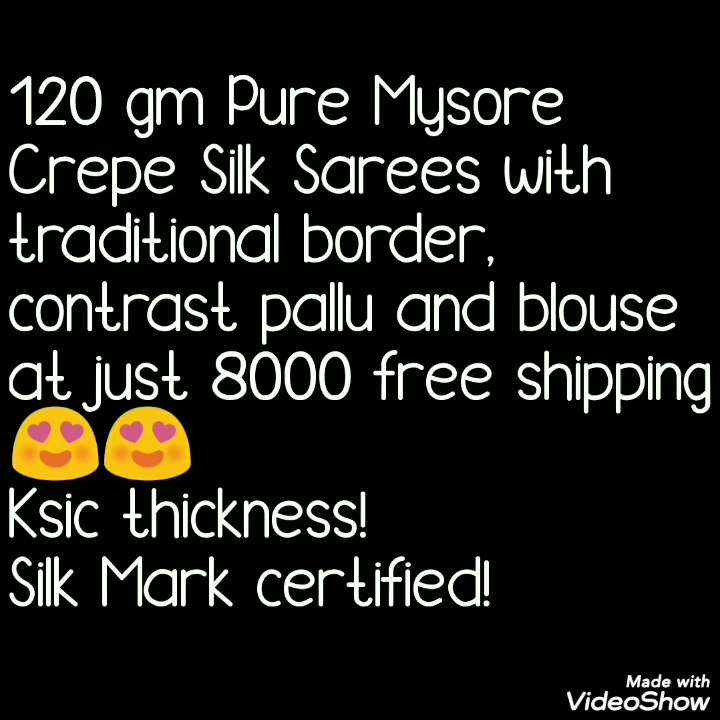 120 gm Pure Mysore
Crepe Silk Sarees with
traditional border,
contrast pallu and blouse
at just 8000 free shipping
😍😍
Ksic thickness!
Silk Mark certified!
Made with
VideoShow